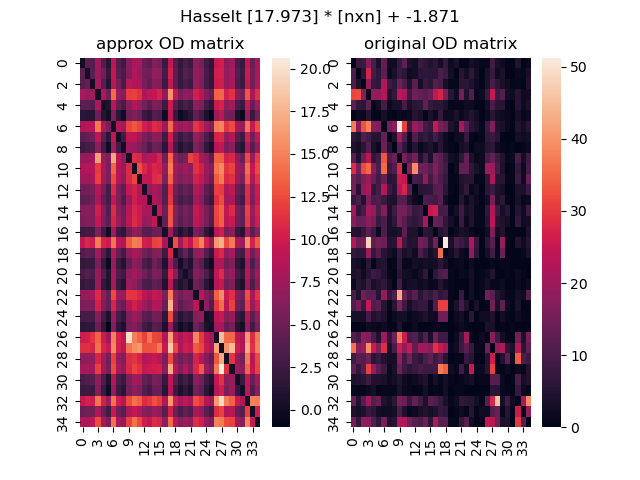 Hasselt [17.973] * [nxn] + -1.871
approx OD matrix
original OD matrix
0 2 4 6 8 10 12 14 16 18 20 22 24 26 28 30 32 34
0 3 6 9 12 15 18 21 24 27 30 33
20.0 17.5 15.0 12.5 10.0 7.5 5.0 2.5 0.0
0 2 4 6 8 10 12 14 16 18 20 22 24 26 28 30 32 34
0 3 6 9 12 15 18 21 24 27 30 33
50 40 30 20 10 0